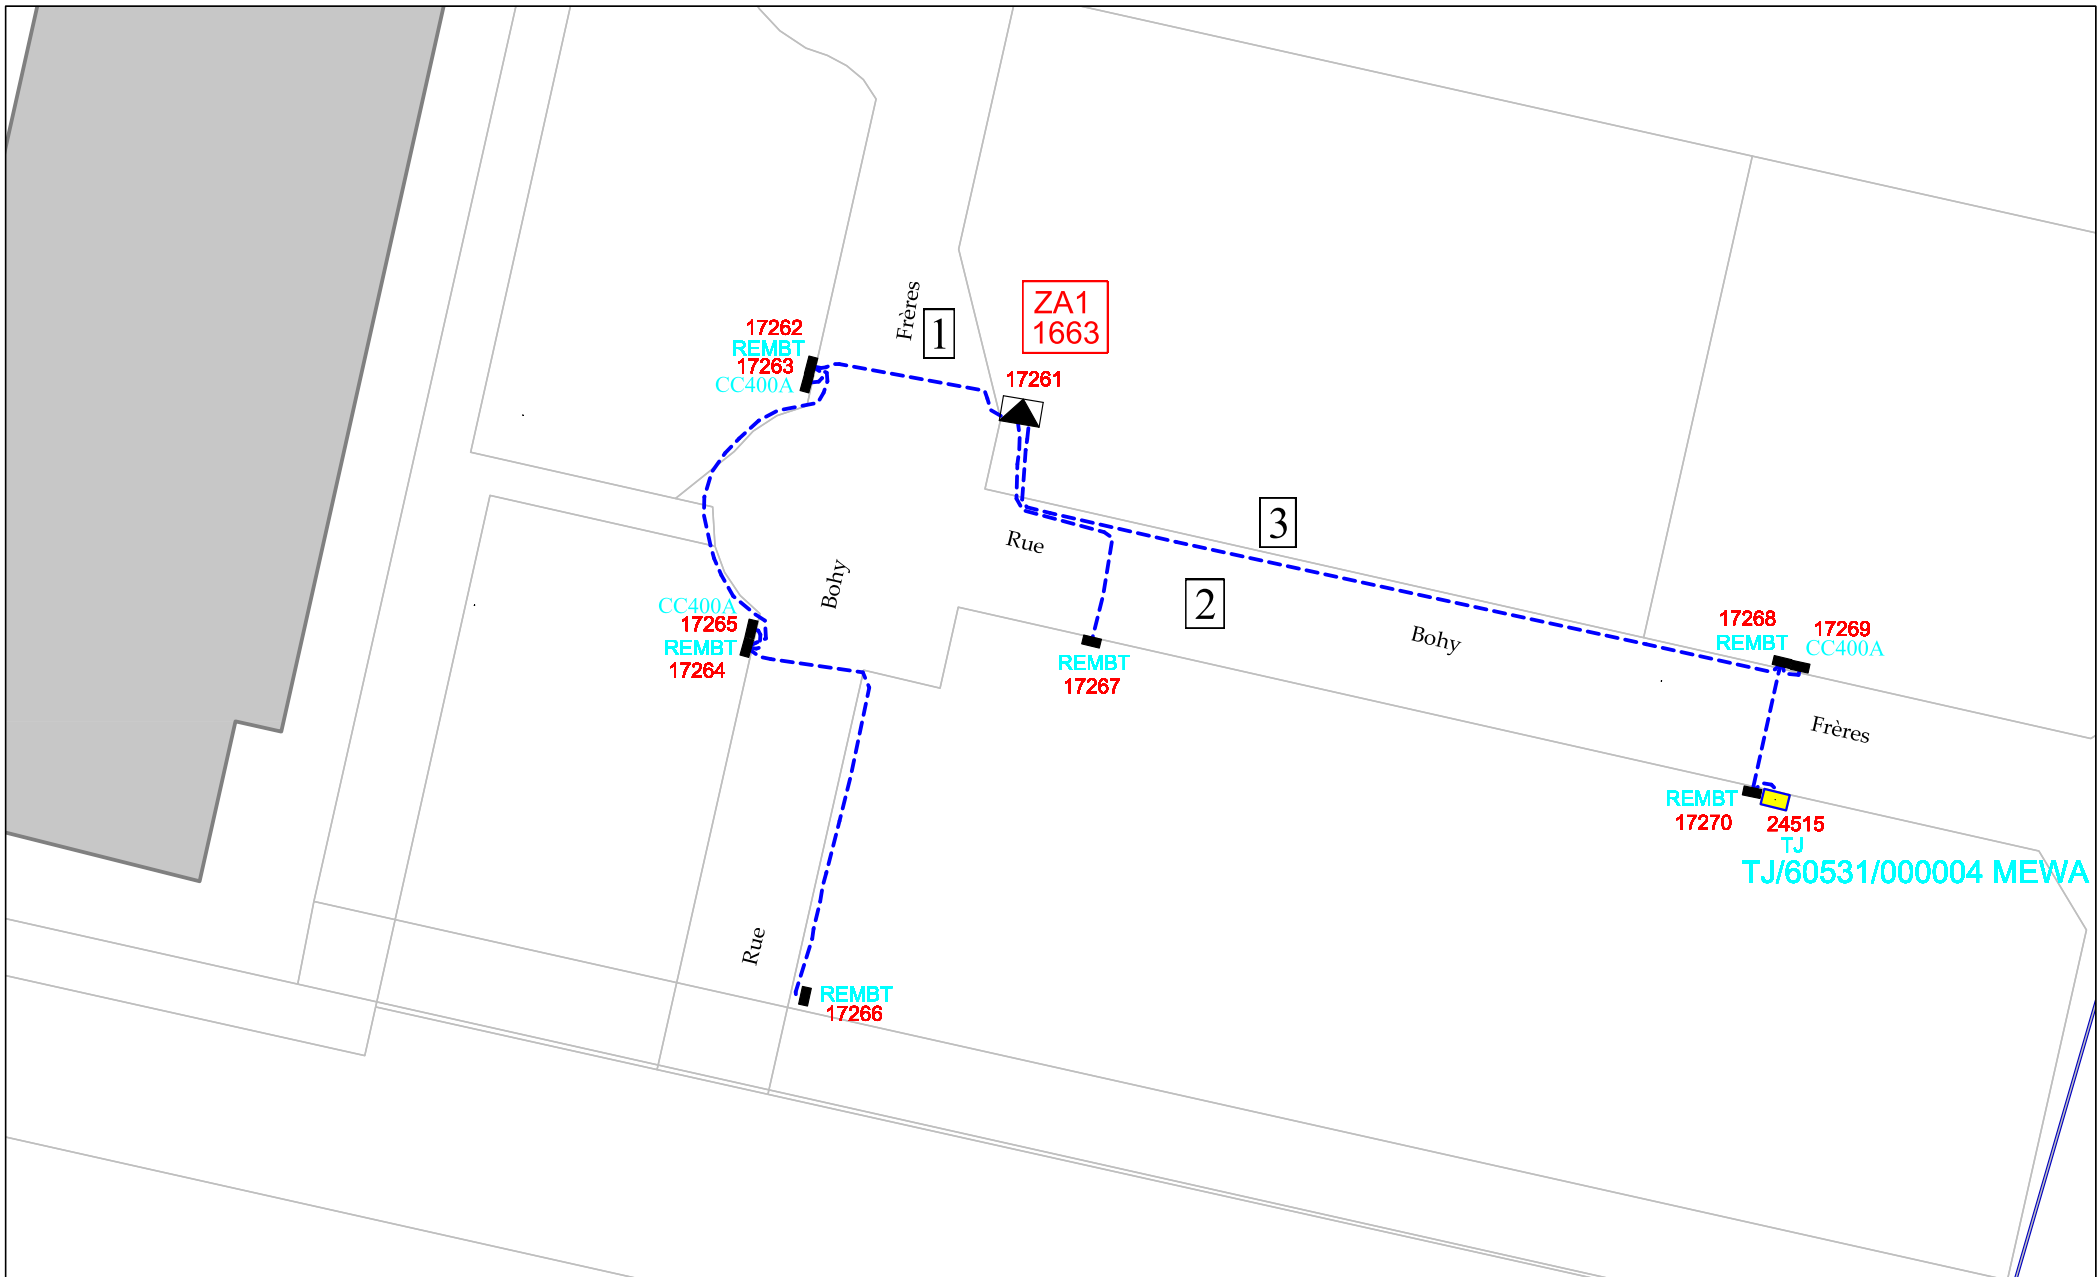 Frères
1
ZA1
1663
17262
REMBT
17263
CC400A
17261
3
Rue
Bohy
2
CC400A
17265
REMBT
17264
REMBT
17267
Bohy
17268
REMBT
17269
CC400A
Frères
REMBT
17270
24515
TJ
TJ/60531/000004 MEWA
Rue
REMBT
17266